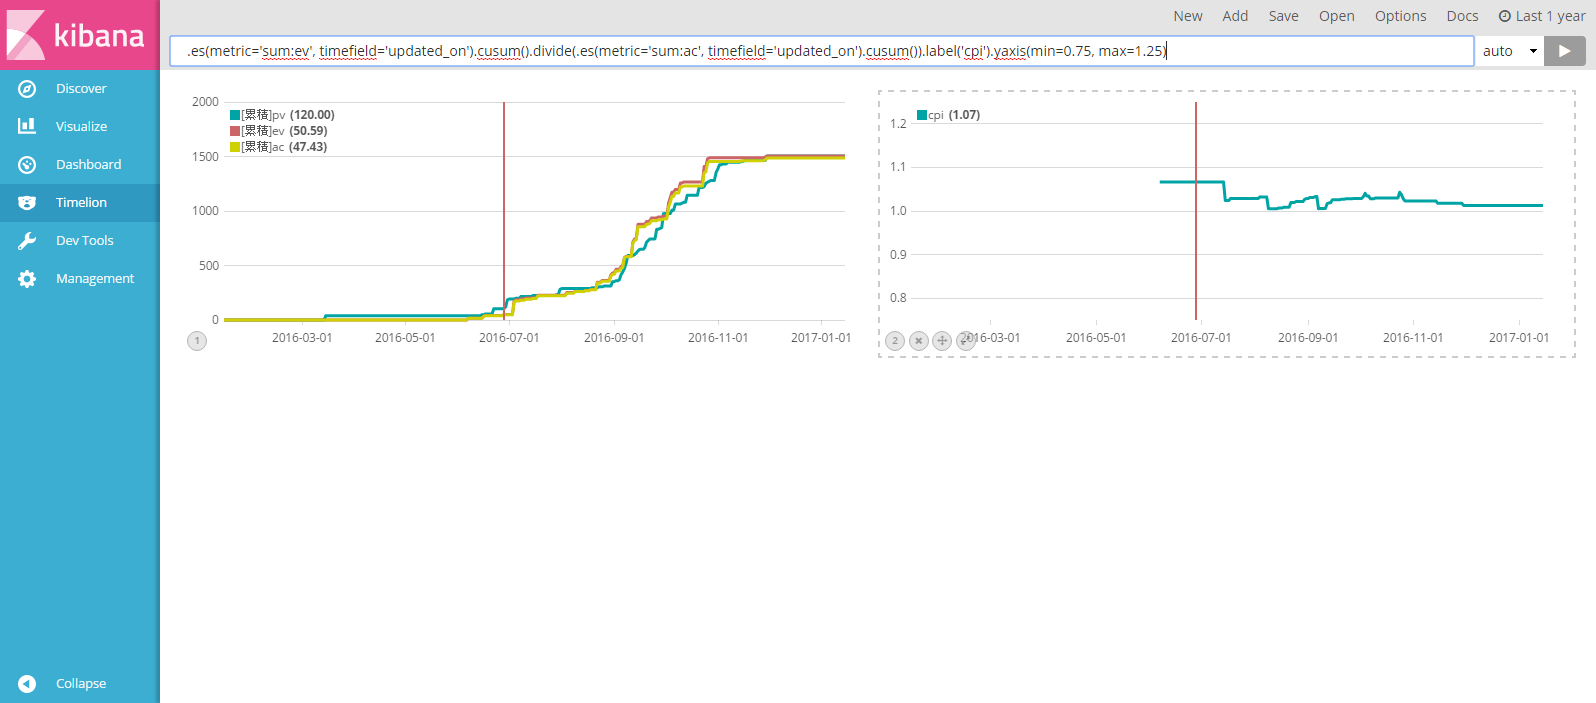 kibana
Discover
Visualize
Dashboard
Timelion
Dev Tools
Management
Collapse
New Add Save Open Options Docs Last 1 year
.es(metric='sum:ev', timefield='updated_on').cusum().divide(.es(metric='sum:ac', timefield='updated_on').cusum()).label('cpi').yaxis(min=0.75, max=1.25)
auto
2000
1500
1000
500
0
[累積]pv (120.00)
[累積]ev (50.59)
[累積]ac (47.43)
2016-03-01 2016-05-01 2016-07-01 2016-09-01 2016-11-01 2017-01-01
1
cpi (1.07)
1.2
1.1
1.0
0.9
0.8
2016-03-01 2016-05-01 2016-07-01 2016-09-01 2016-11-01 2017-01-01
2